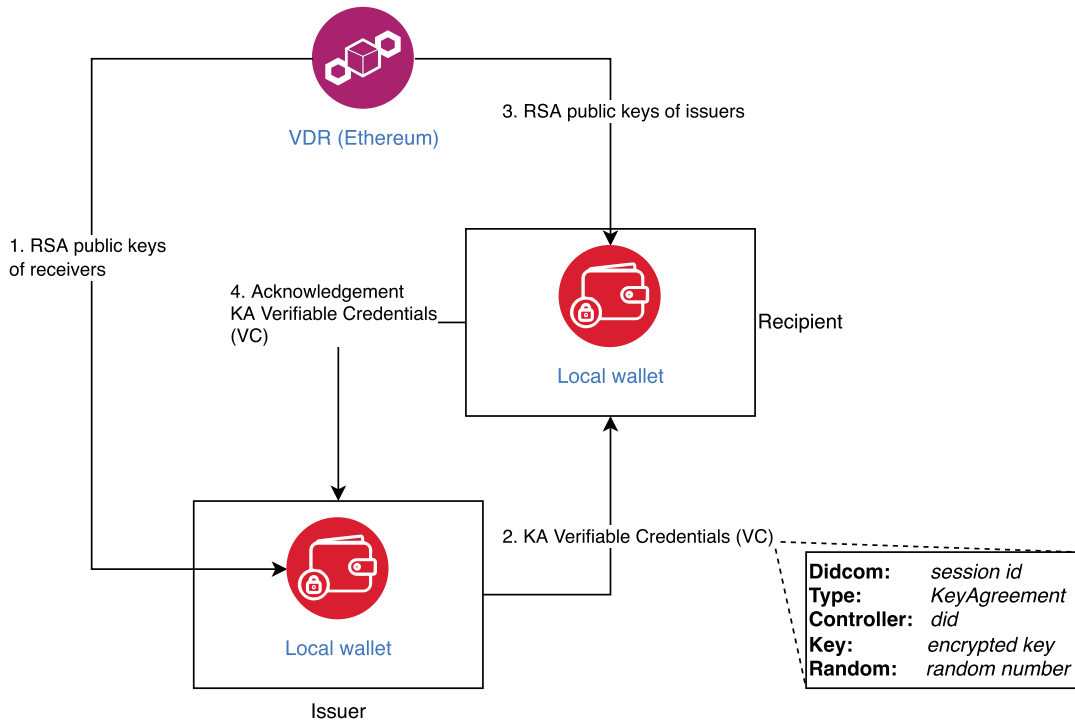 VDR (Ethereum)
3. RSA public keys of issuers
1. RSA public keys
of receivers
4. Acknowledgement
KA Verifiable Credentials
(VC)
Recipient
Local wallet
2. KA Verifiable Credentials (VC)
Didcom: session id
Type: KeyAgreement
Controller: did
Key: encrypted key
Random: random number
Local wallet
Issuer